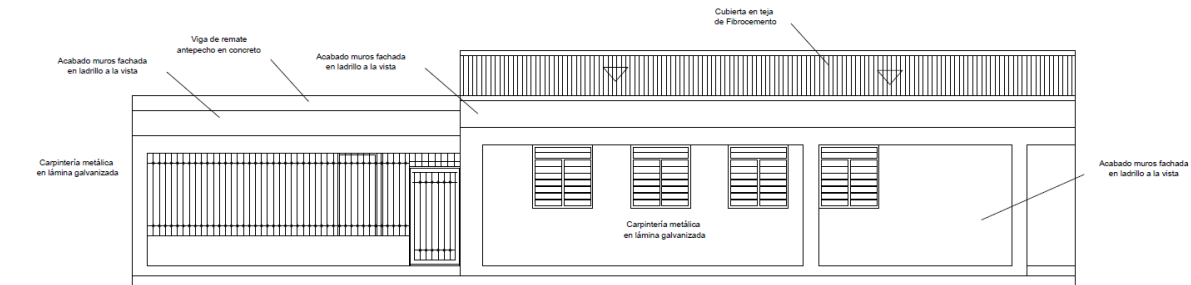 Cubierta en teja
de Fibrocemento
Viga de remate
antepecho en concreto
Acabado muros fachada
en ladrillo a la vista
Acabado muros fachada
en ladrillo a la vista
Carpintería metálica
en lámina galvanizada
Acabado muros fachada
en ladrillo a la vista
Carpintería metálica
en lámina galvanizada